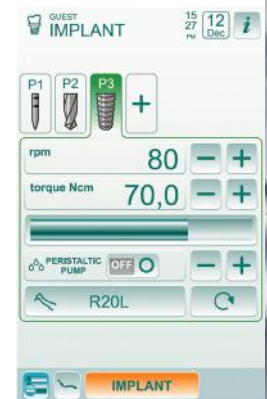 GUEST
IMPLANT
15
27
PM
12
Dec
i
P1
P2
P3
+
rpm
80
- +
torque Ncm
70,0
- +
PERISTALTIC
PUMP
OFF
- +
R20L
IMPLANT